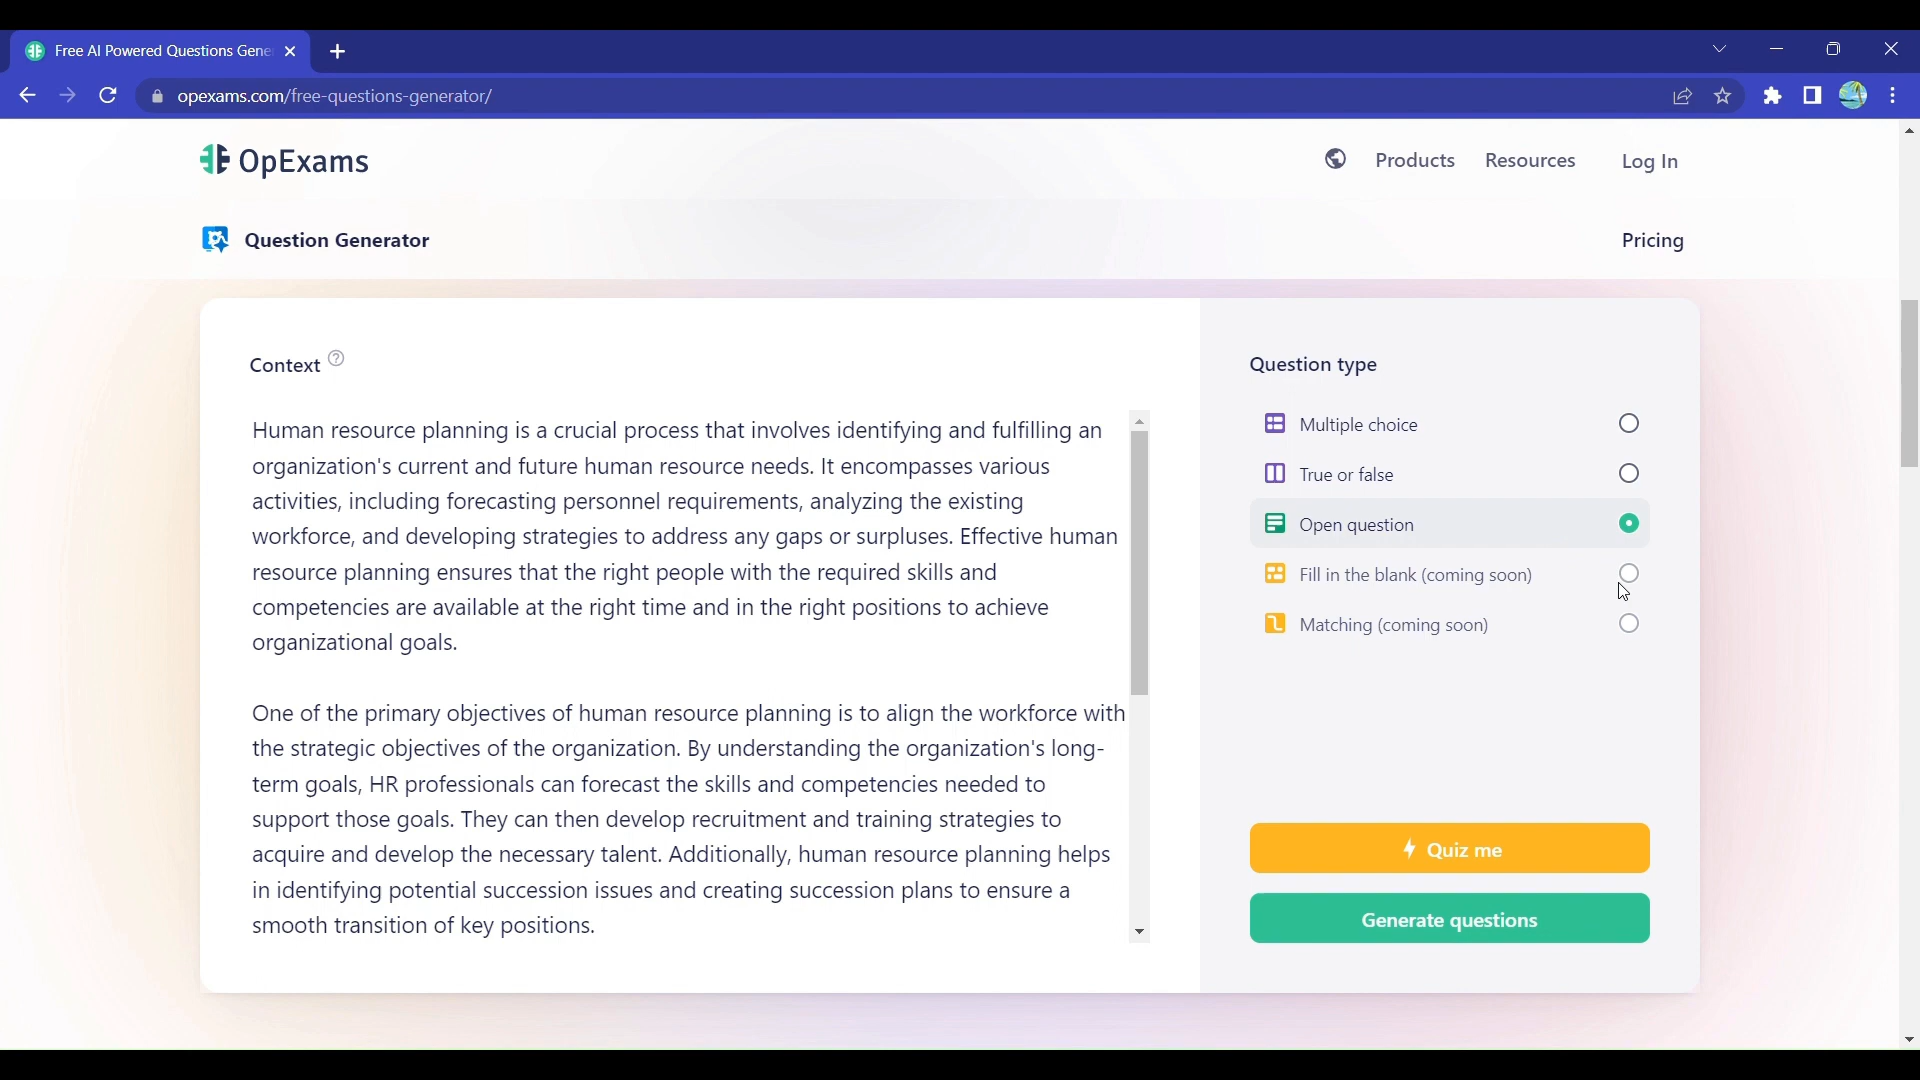 Free AI Powered Questions Gene
opexams.com/free-questions-generator/
OpExams
Products
Resources
Log In
Question Generator
Pricing
Context
Human resource planning is a crucial process that involves identifying and fulfilling an
organization's current and future human resource needs. It encompasses various
activities, including forecasting personnel requirements, analyzing the existing
workforce, and developing strategies to address any gaps or surpluses. Effective human
resource planning ensures that the right people with the required skills and
competencies are available at the right time and in the right positions to achieve
organizational goals.
One of the primary objectives of human resource planning is to align the workforce with
the strategic objectives of the organization. By understanding the organization's long-
term goals, HR professionals can forecast the skills and competencies needed to
support those goals. They can then develop recruitment and training strategies to
acquire and develop the necessary talent. Additionally, human resource planning helps
in identifying potential succession issues and creating succession plans to ensure a
smooth transition of key positions.
Question type
Multiple choice
True or false
Open question
Fill in the blank (coming soon)
Matching (coming soon)
Quiz me
Generate questions